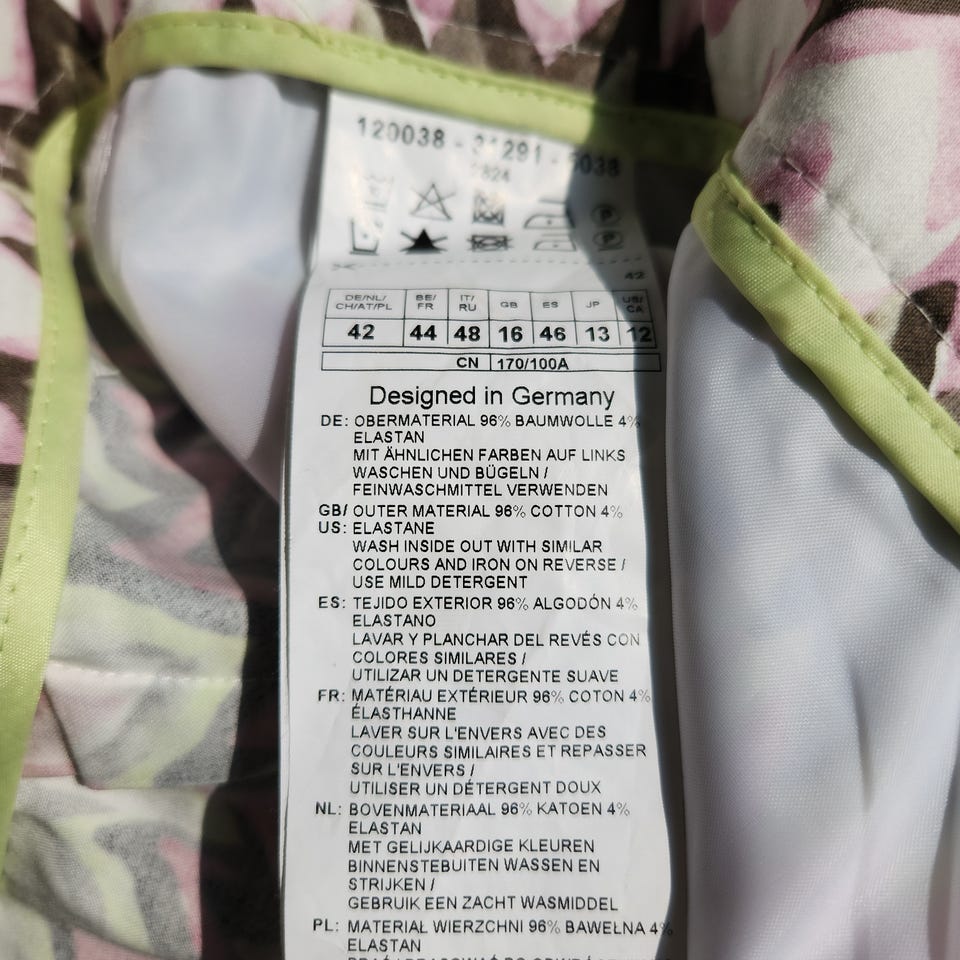 120038 - 31291 - 5038
42
DE/NL/ CH/AT/PL BE/ FR IT/ RU GB ES JP US/ CA
42 44 48 16 46 13 12
CN 170/100A
Designed in Germany
DE: OBERMATERIAL 96% BAUMWOLLE 4%
ELASTAN
MIT ÄHNLICHEN FARBEN AUF LINKS
WASCHEN UND BÜGELN /
FEINWASCHMITTEL VERWENDEN
GB/ OUTER MATERIAL 96% COTTON 4%
US: ELASTANE
WASH INSIDE OUT WITH SIMILAR
COLOURS AND IRON ON REVERSE /
USE MILD DETERGENT
ES: TEJIDO EXTERIOR 96% ALGODÓN 4%
ELASTANO
LAVAR Y PLANCHAR DEL REVÉS CON
COLORES SIMILARES /
UTILIZAR UN DETERGENTE SUAVE
FR: MATÉRIAU EXTÉRIEUR 96% COTON 4%
ÉLASTHANNE
LAVER SUR L'ENVERS AVEC DES
COULEURS SIMILAIRES ET REPASSER
SUR L'ENVERS /
UTILISER UN DÉTERGENT DOUX
NL: BOVENMATERIAAL 96% KATOEN 4%
ELASTAN
MET GELIJKAARDIGE KLEUREN
BINNENSTEBUITEN WASSEN EN
STRIJKEN /
GEBRUIK EEN ZACHT WASMIDDEL
PL: MATERIAŁ WIERZCHNI 96% BAWEŁNA 4%
ELASTAN